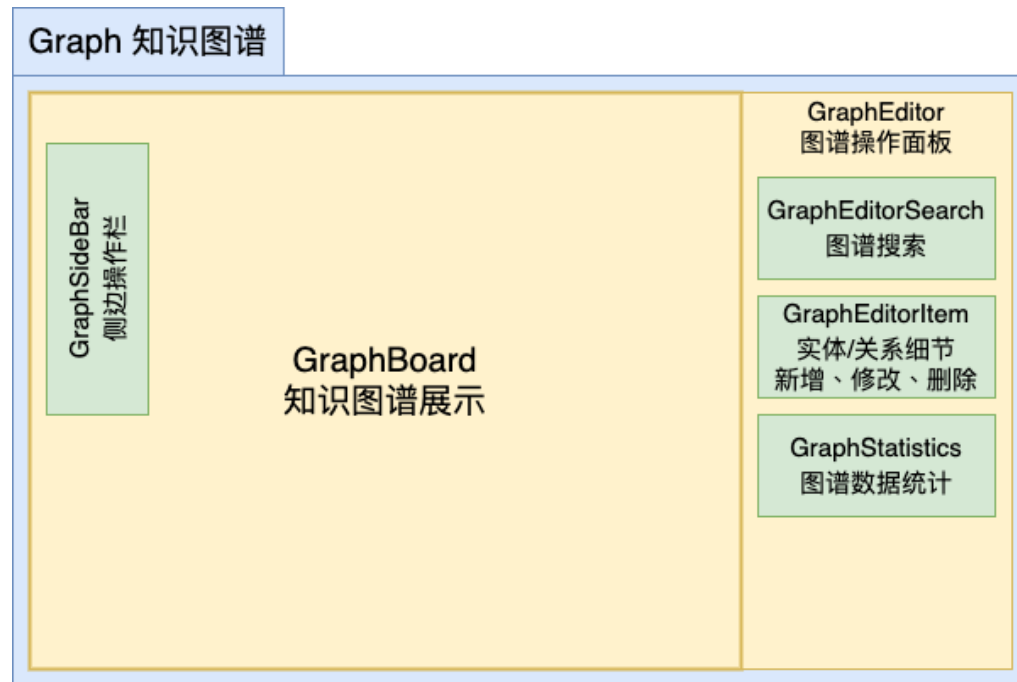 Graph 知识图谱
GraphSideBar
侧边操作栏
GraphBoard
知识图谱展示
GraphEditor
图谱操作面板
GraphEditorSearch
图谱搜索
GraphEditorItem
实体/关系细节
新增、修改、删除
GraphStatistics
图谱数据统计